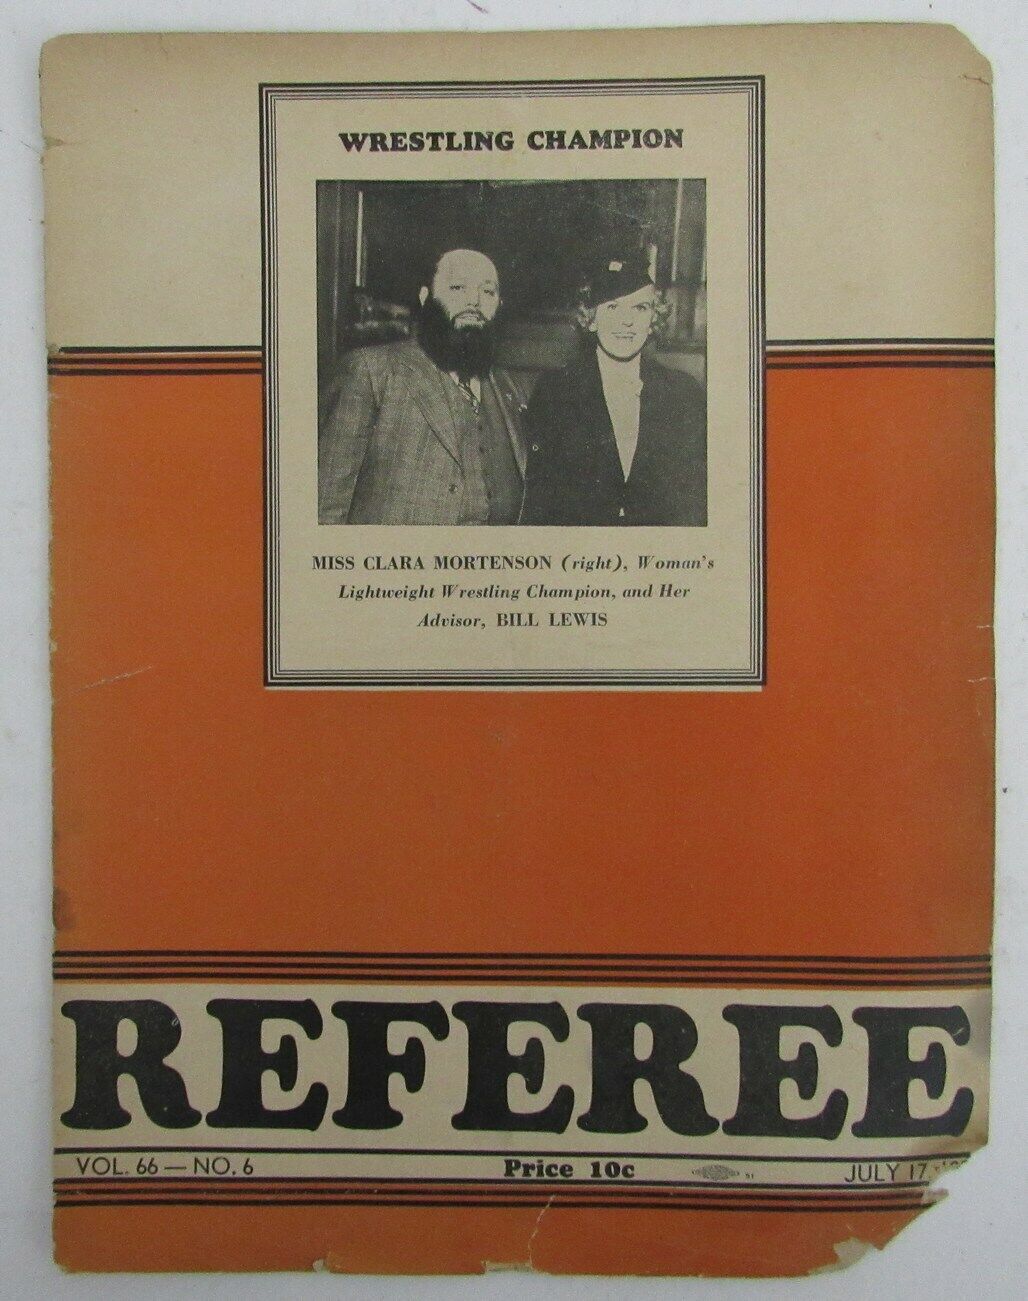 WRESTLING CHAMPION
MISS CLARA MORTENSON (right), Woman's
Lightweight Wrestling Champion, and Her
Advisor, BILL LEWIS
REFEREE
VOL. 66 — NO. 6 Price 10c 51 JULY 17,